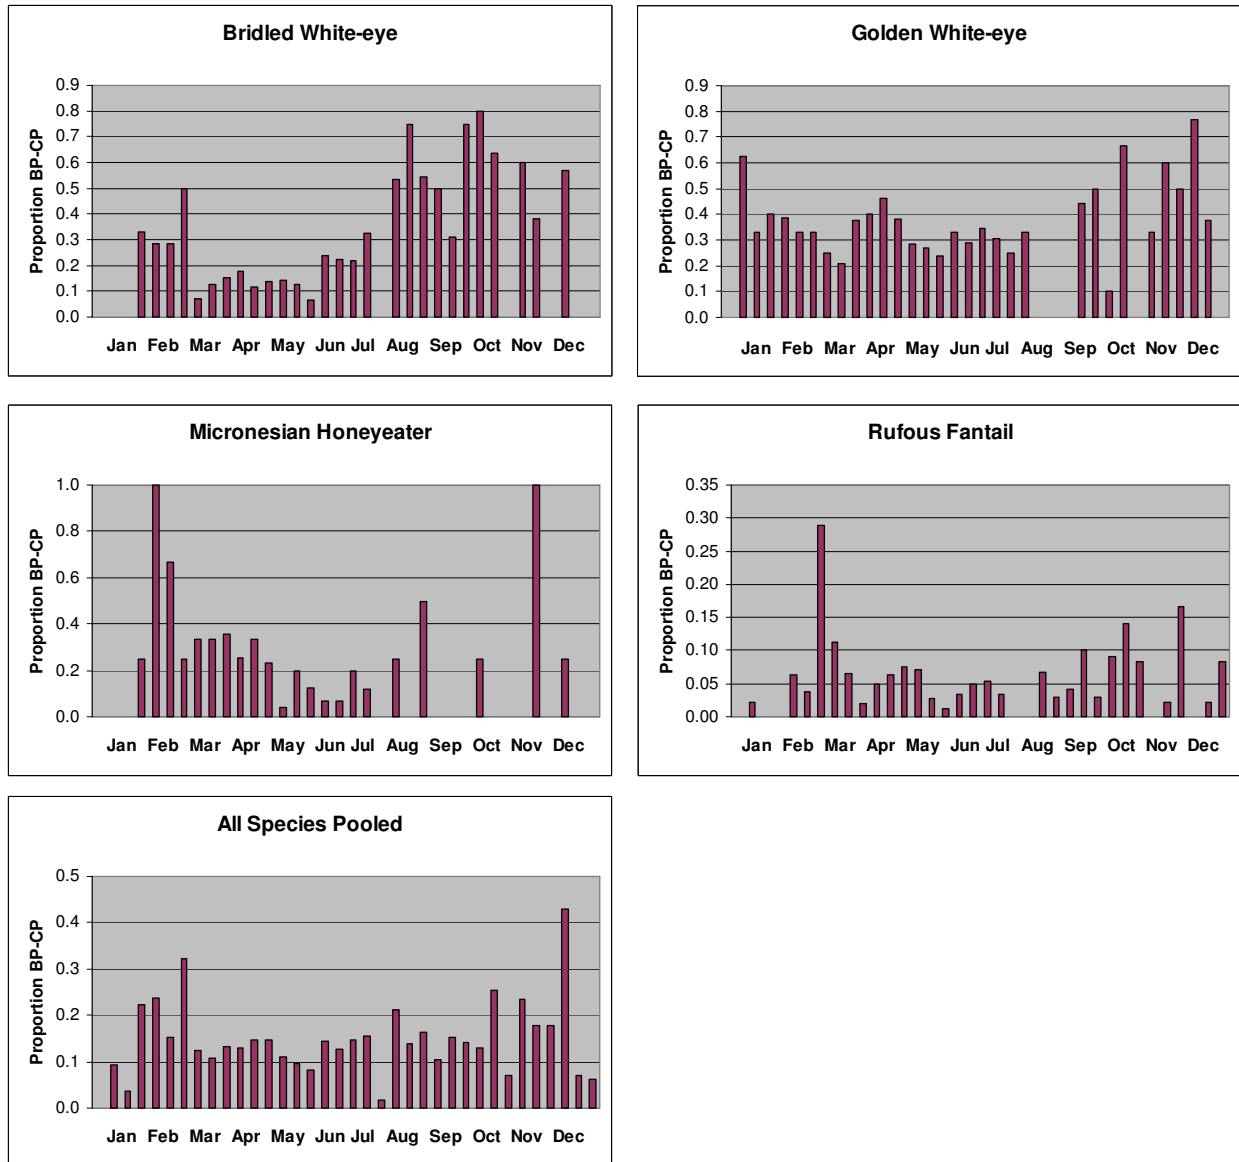 Bridled White-eye
Proportion BP-CP
0.9
0.8
0.7
0.6
0.5
0.4
0.3
0.2
0.1
0.0
Jan Feb Mar Apr May Jun Jul Aug Sep Oct Nov Dec
Golden White-eye
Proportion BP-CP
0.9
0.8
0.7
0.6
0.5
0.4
0.3
0.2
0.1
0.0
Jan Feb Mar Apr May Jun Jul Aug Sep Oct Nov Dec
Micronesian Honeyeater
Proportion BP-CP
1.0
0.8
0.6
0.4
0.2
0.0
Jan Feb Mar Apr May Jun Jul Aug Sep Oct Nov Dec
Rufous Fantail
Proportion BP-CP
0.35
0.30
0.25
0.20
0.15
0.10
0.05
0.00
Jan Feb Mar Apr May Jun Jul Aug Sep Oct Nov Dec
All Species Pooled
Proportion BP-CP
0.5
0.4
0.3
0.2
0.1
0.0
Jan Feb Mar Apr May Jun Jul Aug Sep Oct Nov Dec